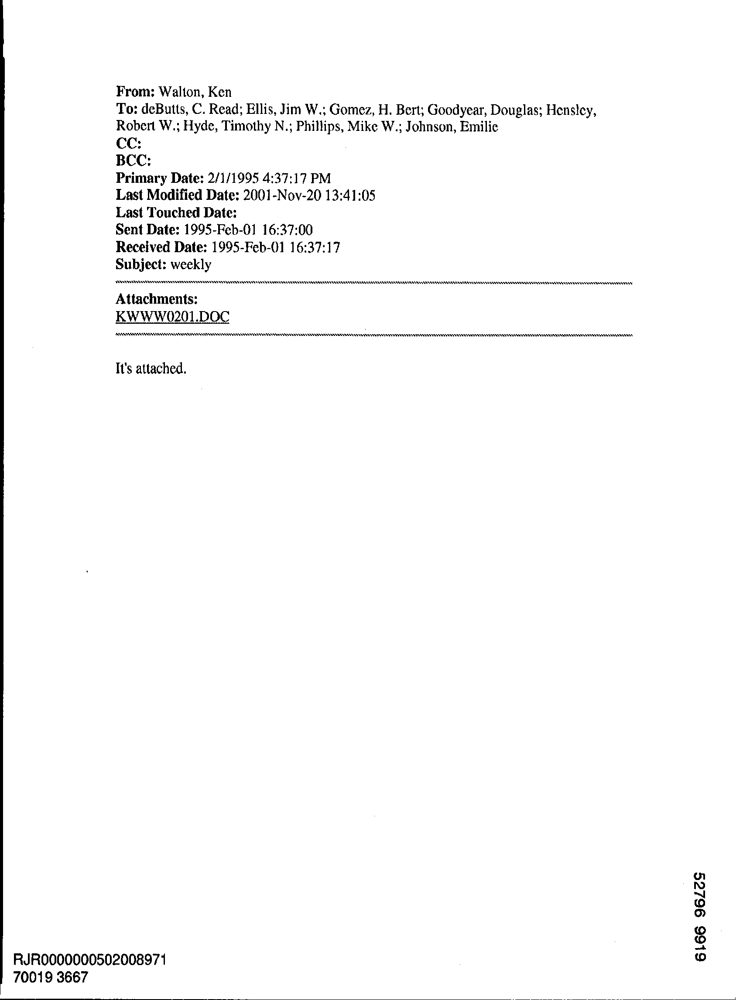 From: Walton, Ken
To: deButts, C. Read; Ellis, Jim W.; Gomez, H. Bert; Goodyear, Douglas; Hensley,
Robert W.; Hyde, Timothy N.; Phillips, Mike W.; Johnson, Emilie
CC:
BCC:
Primary Date: 2/1/1995 4:37:17 PM
Last Modified Date: 2001-Nov-20 13:41:05
Last Touched Date:
Sent Date: 1995-Feb-01 16:37:00
Received Date: 1995-Feb-01 16:37:17
Subject: weekly
Attachments:
KWWW0201.DOC
It's attached.
52796 9919
RJR0000000502008971
70019 3667